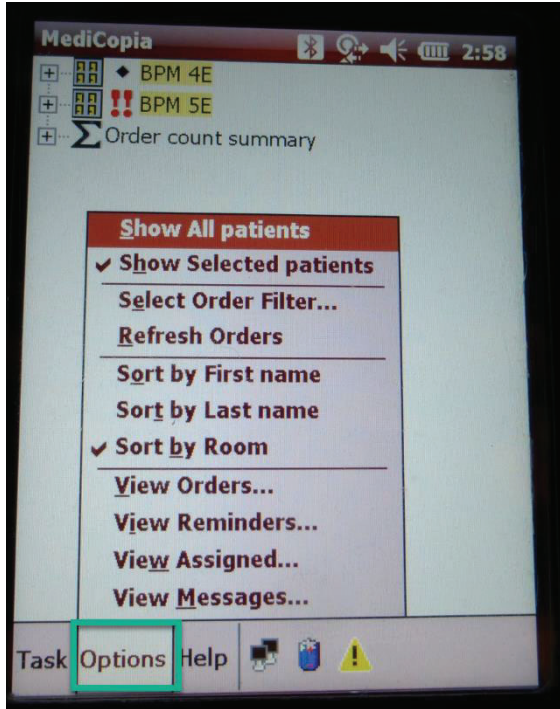 MediCopia 2:58
BPM 4E
BPM 5E
Order count summary
Show All patients
Show Selected patients
Select Order Filter...
Refresh Orders
Sort by First name
Sort by Last name
Sort by Room
View Orders...
View Reminders...
View Assigned...
View Messages...
Task Options Help